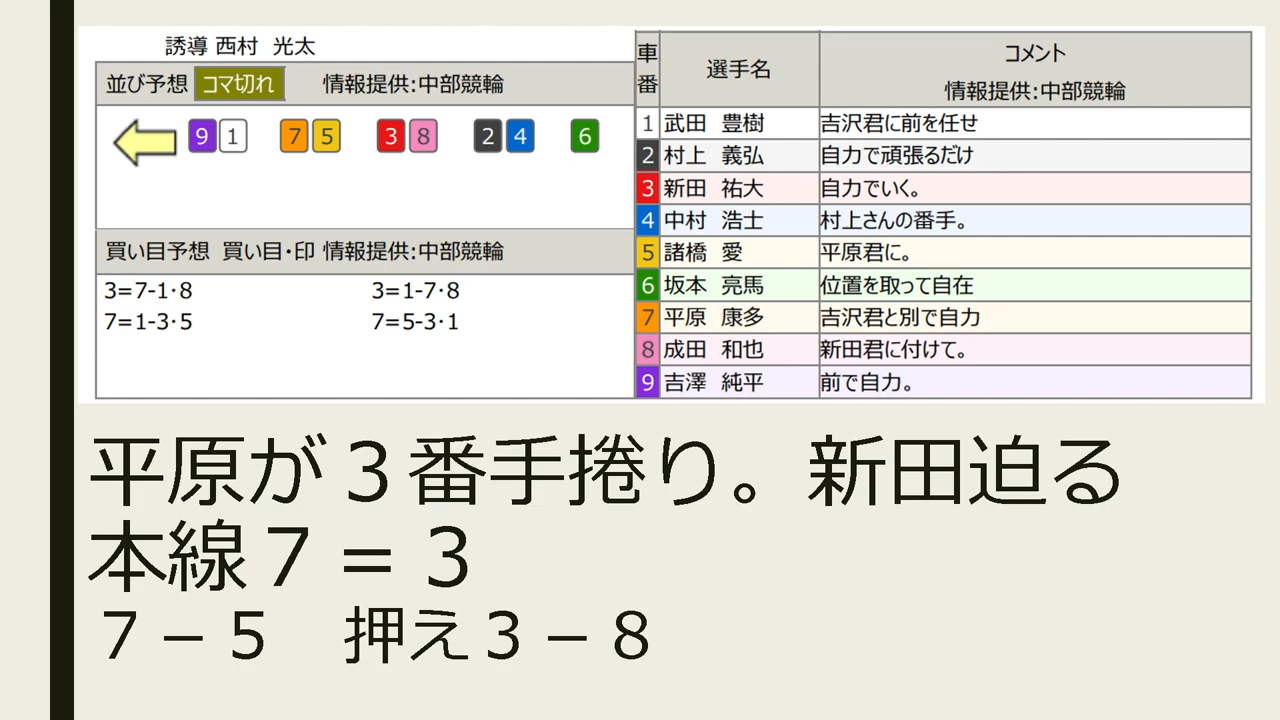 誘導 西村 光太
並び予想 コマ切れ 情報提供:中部競輪
9 1 7 5 3 8 2 4 6
買い目予想 買い目・印 情報提供:中部競輪
3=7-1・8 3=1-7・8
7=1-3・5 7=5-3・1
車番 選手名 コメント
情報提供:中部競輪
1 武田 豊樹 吉沢君に前を任せ
2 村上 義弘 自力で頑張るだけ
3 新田 祐大 自力でいく。
4 中村 浩士 村上さんの番手。
5 諸橋 愛 平原君に。
6 坂本 亮馬 位置を取って自在
7 平原 康多 吉沢君と別で自力
8 成田 和也 新田君に付けて。
9 吉澤 純平 前で自力。
平原が3番手捲り。新田迫る
本線7=3
7-5 押え3-8